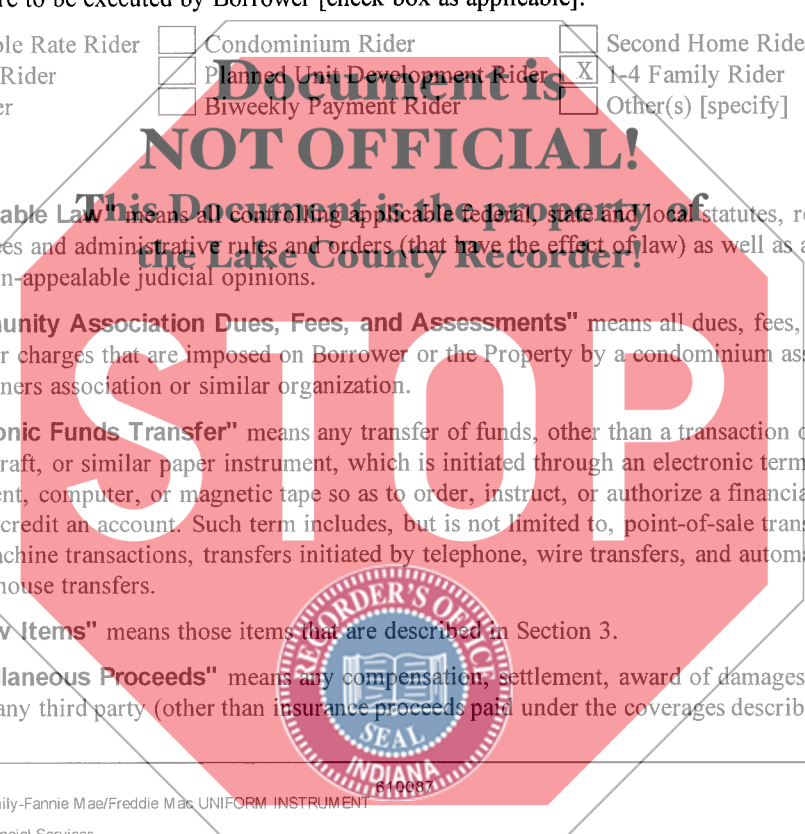 re to be executed by Borrower [check box as applicable]:
ble Rate Rider Condominium Rider Second Home Ride
Rider Planned Unit Development Rider X 1-4 Family Rider
er Biweekly Payment Rider Other(s) [specify]
Document is
NOT OFFICIAL!
This Document is the property of
the Lake County Recorder!
able Law" means all controlling applicable federal, state and local statutes, re
ees and administrative rules and orders (that have the effect of law) as well as a
n-appealable judicial opinions.
unity Association Dues, Fees, and Assessments" means all dues, fees,
r charges that are imposed on Borrower or the Property by a condominium ass
ners association or similar organization.
STOP
onic Funds Transfer" means any transfer of funds, other than a transaction o
raft, or similar paper instrument, which is initiated through an electronic term
ent, computer, or magnetic tape so as to order, instruct, or authorize a financia
credit an account. Such term includes, but is not limited to, point-of-sale trans
achine transactions, transfers initiated by telephone, wire transfers, and automa
house transfers.
w Items" means those items that are described in Section 3.
llaneous Proceeds" means any compensation, settlement, award of damages
any third party (other than insurance proceeds paid under the coverages describ
RECORDER'S OFFICE
SEAL
INDIANA
610087
ily-Fannie Mae/Freddie Mac UNIFORM INSTRUMENT
ncial Services